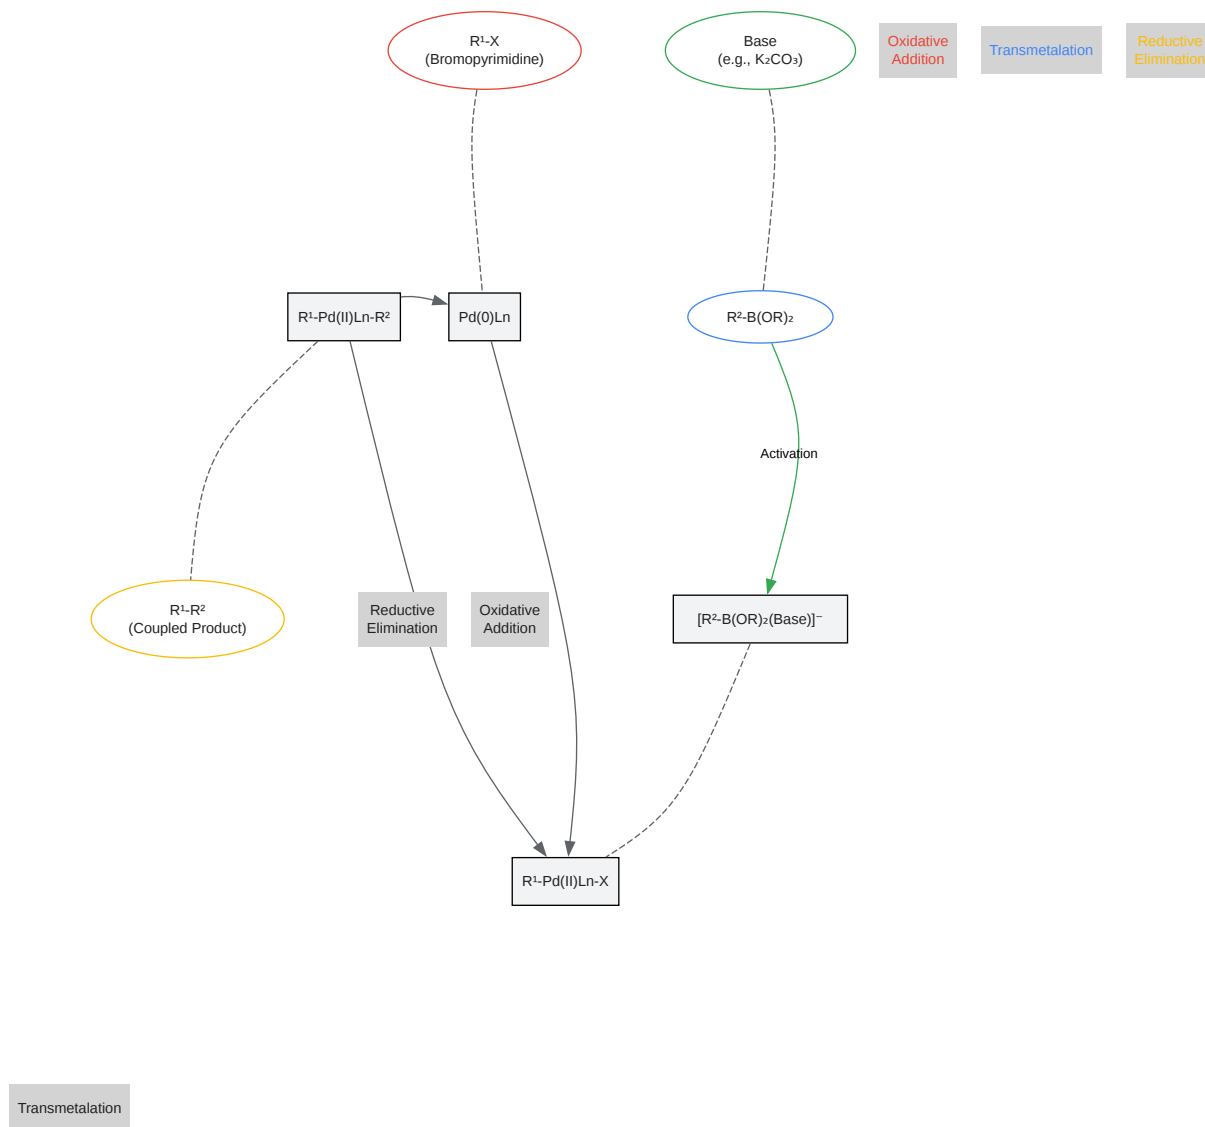 R¹-X
(Bromopyrimidine)
Base
(e.g., K₂CO₃)
Oxidative
Addition
Transmetalation
Reductive
Elimination
R¹-Pd(II)Ln-R²
Pd(0)Ln
R²-B(OR)₂
Activation
R¹-R²
(Coupled Product)
Reductive
Elimination
Oxidative
Addition
[R²-B(OR)₂(Base)]⁻
R¹-Pd(II)Ln-X
Transmetalation